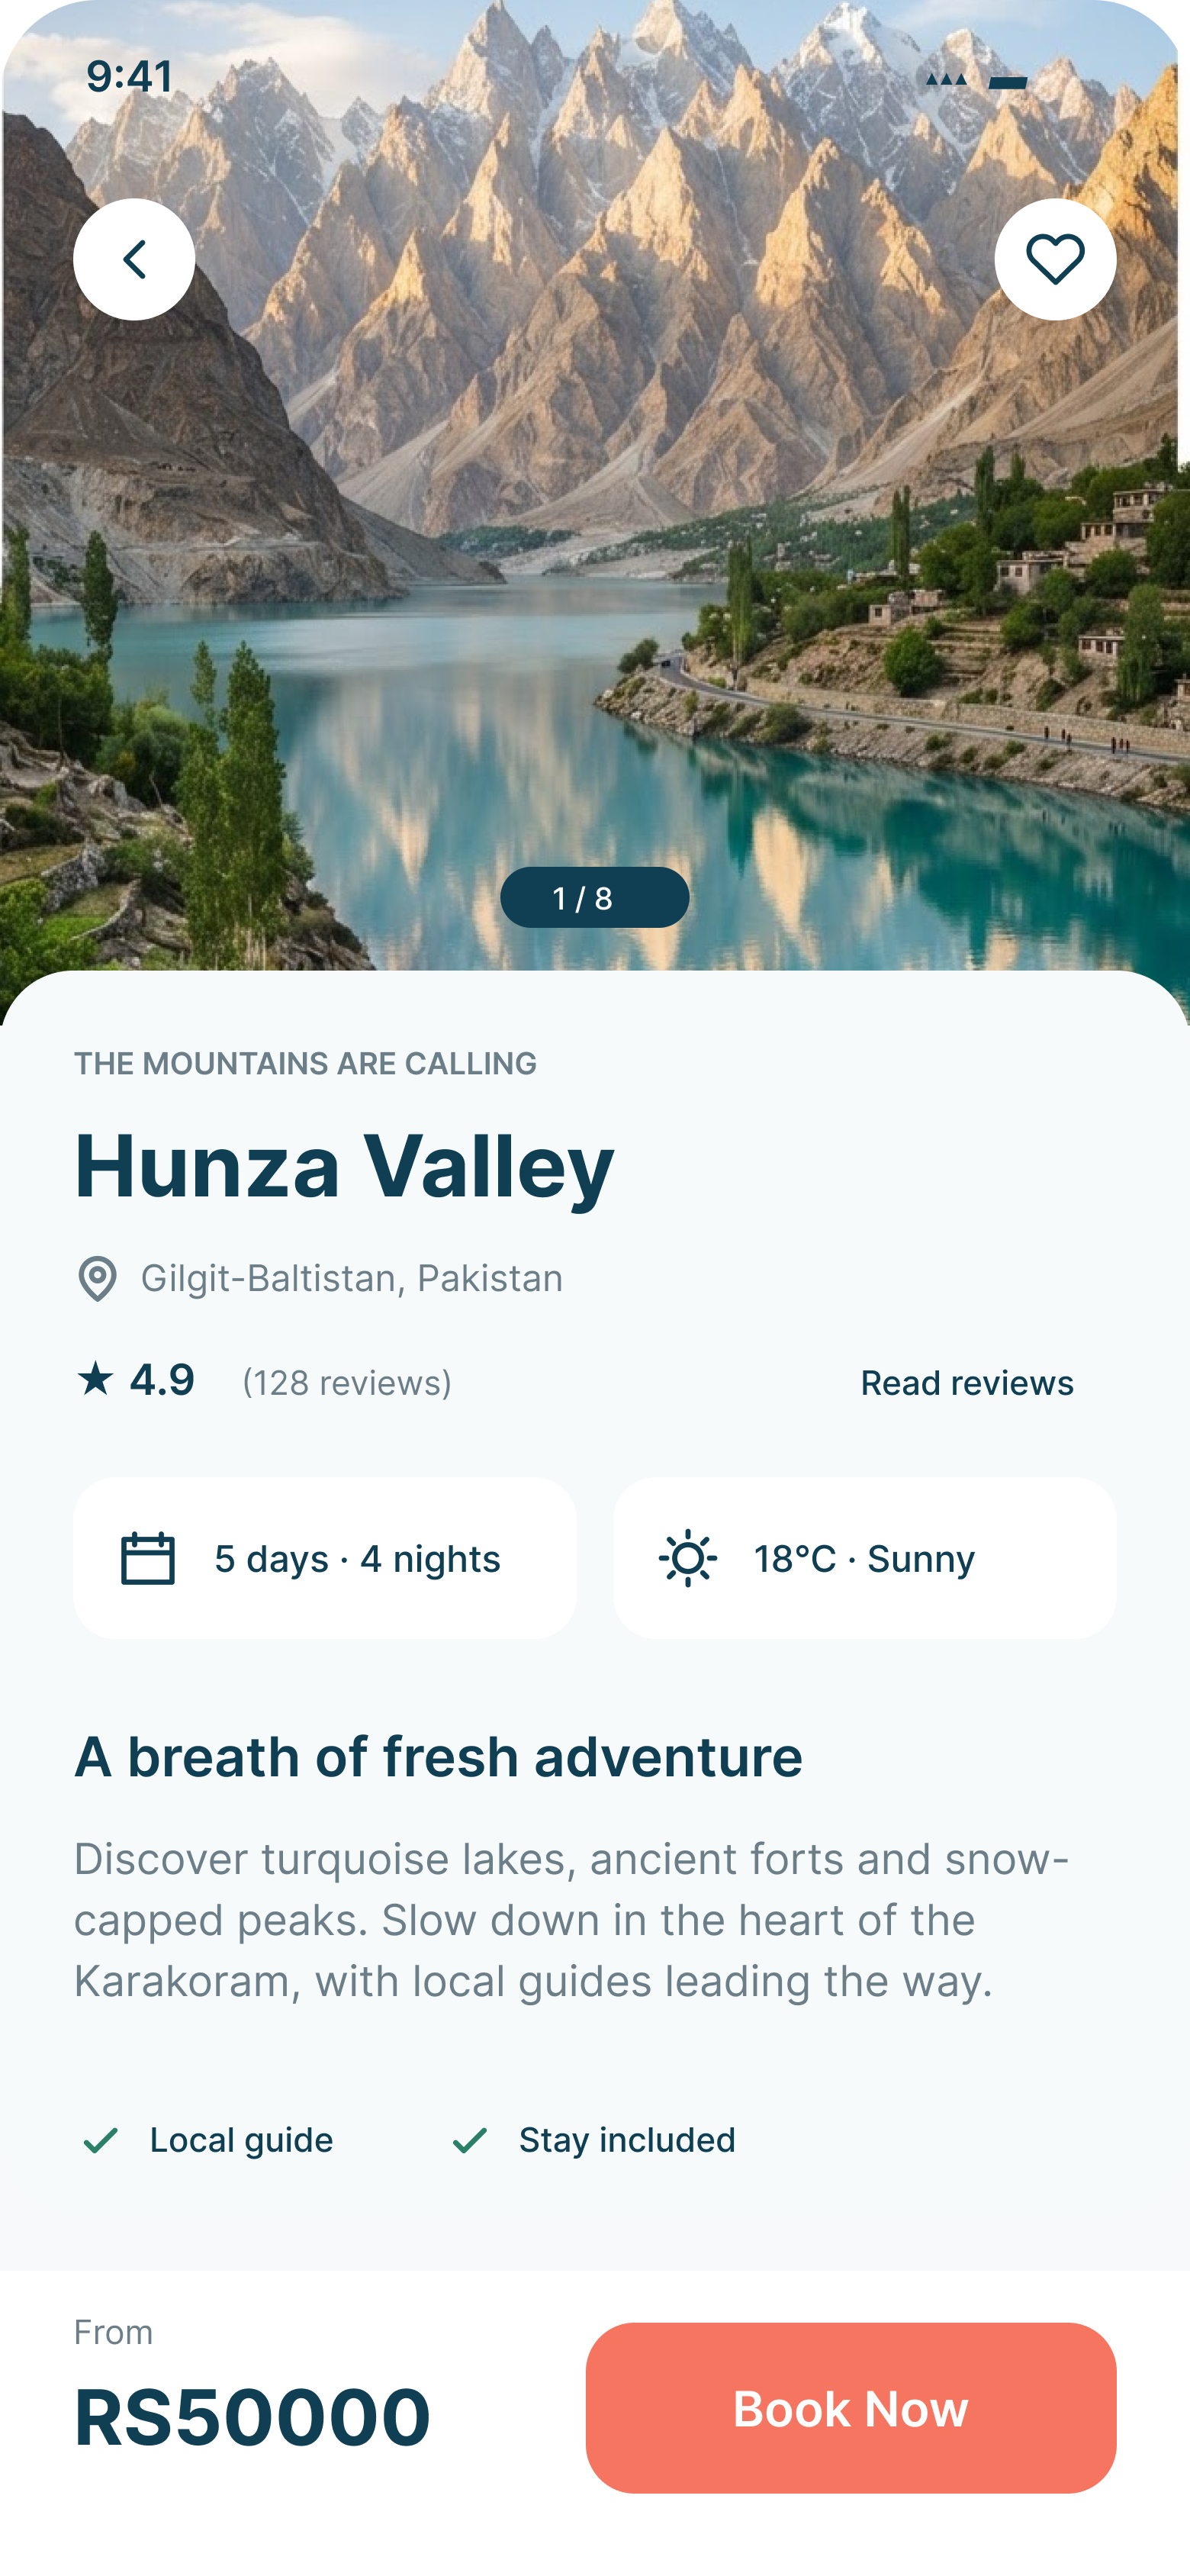 9:41
1 / 8
THE MOUNTAINS ARE CALLING
Hunza Valley
Gilgit-Baltistan, Pakistan
★ 4.9 (128 reviews) Read reviews
5 days · 4 nights
18°C · Sunny
A breath of fresh adventure
Discover turquoise lakes, ancient forts and snow-
capped peaks. Slow down in the heart of the
Karakoram, with local guides leading the way.
Local guide
Stay included
From
RS50000
Book Now